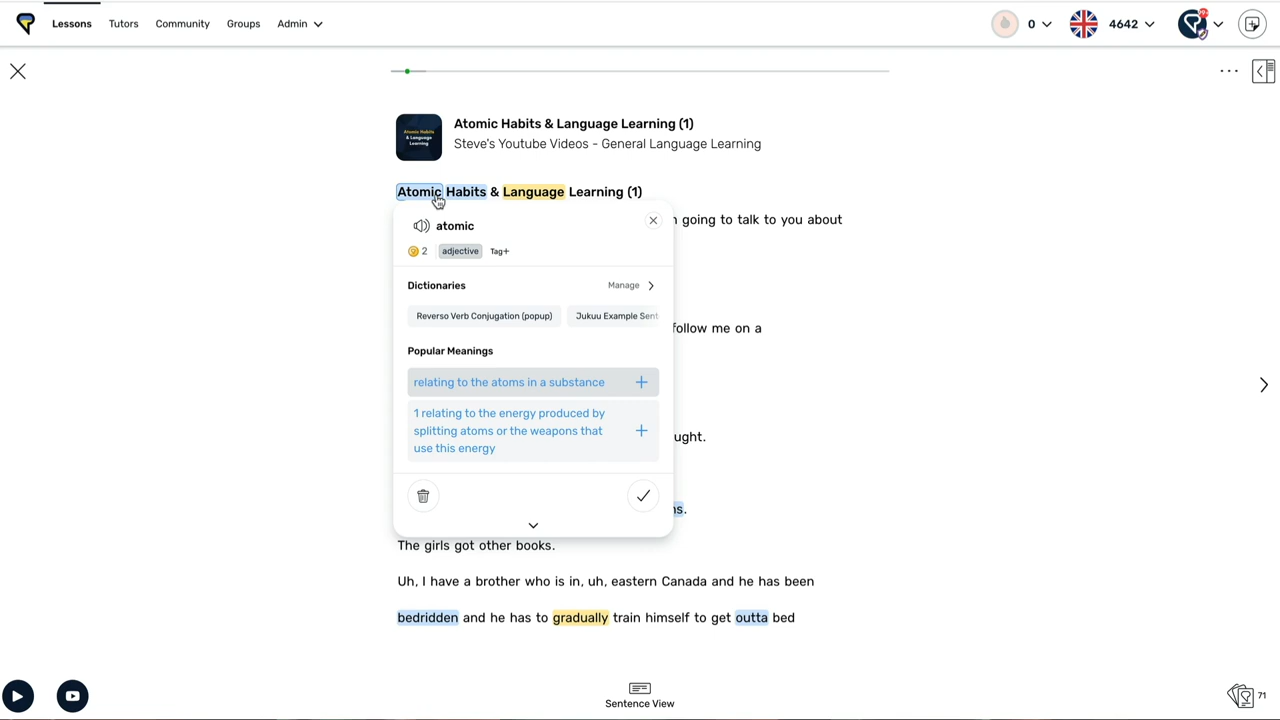 Lessons Tutors Community Groups Admin 0 4642
Atomic Habits
& Language
Learning
Atomic Habits & Language Learning (1)
Steve's Youtube Videos - General Language Learning
Atomic Habits & Language Learning (1)
going to talk to you about
atomic
2 adjective Tag+
Dictionaries Manage
Reverso Verb Conjugation (popup) Jukuu Example Sent
follow me on a
Popular Meanings
relating to the atoms in a substance
1 relating to the energy produced by
splitting atoms or the weapons that
use this energy
ught.
ns.
The girls got other books.
Uh, I have a brother who is in, uh, eastern Canada and he has been
bedridden and he has to gradually train himself to get outta bed
Sentence View
71